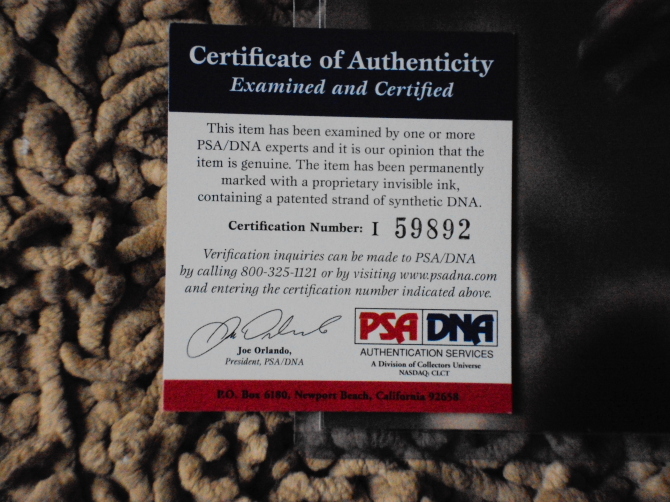 Certificate of Authenticity
Examined and Certified
This item has been examined by one or more
PSA/DNA experts and it is our opinion that the
item is genuine. The item has been permanently
marked with a proprietary invisible ink,
containing a patented strand of synthetic DNA.
Certification Number: I 59892
Verification inquiries can be made to PSA/DNA
by calling 800-325-1121 or by visiting www.psadna.com
and entering the certification number indicated above.
Joe Orlando
Joe Orlando,
President, PSA/DNA
PSA DNA
AUTHENTICATION SERVICES
A Division of Collectors Universe
NASDAQ: CLCT
P.O. Box 6180, Newport Beach, California 92658